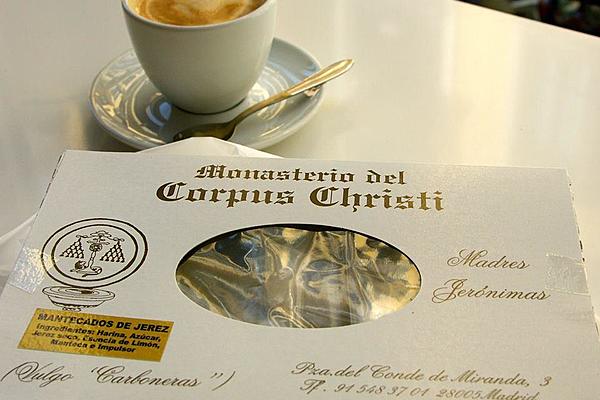 Monasterio del
Corpus Christi
Madres
Jerónimas
MANTECADOS DE JEREZ
Ingredientes: Harina, Azúcar,
Jerez seco, Esencia de Limón,
Manteca e Impulsor
(Vulgo "Carboneras")
Pza. del Conde de Miranda, 3
Tf. 91 548 37 01 28005 Madrid